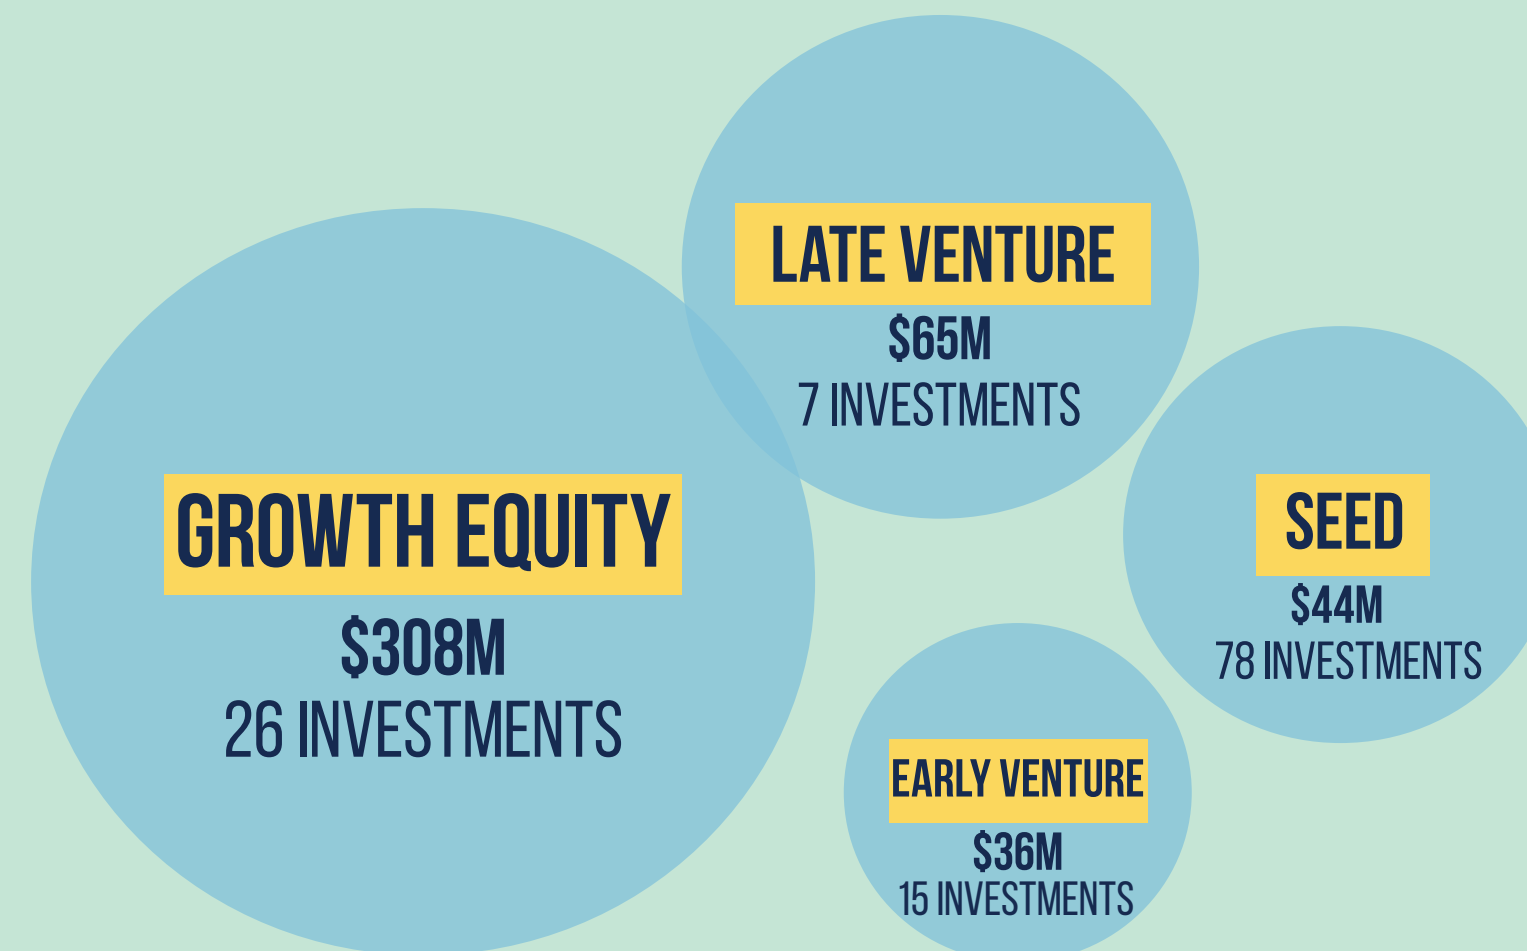 LATE VENTURE
$65M
7 INVESTMENTS
GROWTH EQUITY
$308M
26 INVESTMENTS
SEED
$44M
78 INVESTMENTS
EARLY VENTURE
$36M
15 INVESTMENTS